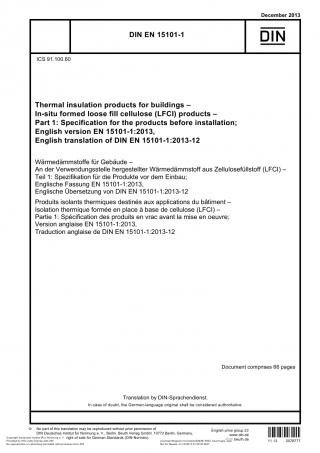 December 2013
DIN EN 15101-1
DIN
ICS 91.100.60
Thermal insulation products for buildings –
In-situ formed loose fill cellulose (LFCI) products –
Part 1: Specification for the products before installation;
English version EN 15101-1:2013,
English translation of DIN EN 15101-1:2013-12
Wärmedämmstoffe für Gebäude –
An der Verwendungsstelle hergestellter Wärmedämmstoff aus Zellulosefüllstoff (LFCI) –
Teil 1: Spezifikation für die Produkte vor dem Einbau;
Englische Fassung EN 15101-1:2013,
Englische Übersetzung von DIN EN 15101-1:2013-12
Produits isolants thermiques destinés aux applications du bâtiment –
Isolation thermique formée en place à base de cellulose (LFCI) –
Partie 1: Spécification des produits en vrac avant la mise en oeuvre;
Version anglaise EN 15101-1:2013,
Traduction anglaise de DIN EN 15101-1:2013-12
Document comprises 66 pages
Translation by DIN-Sprachendienst.
In case of doubt, the German-language original shall be considered authoritative.
© No part of this translation may be reproduced without prior permission of
DIN Deutsches Institut für Normung e. V., Berlin. Beuth Verlag GmbH, 10772 Berlin, Germany,
right of sale for German Standards (DIN-Normen).
English price group 23
www.din.de
www.beuth.de